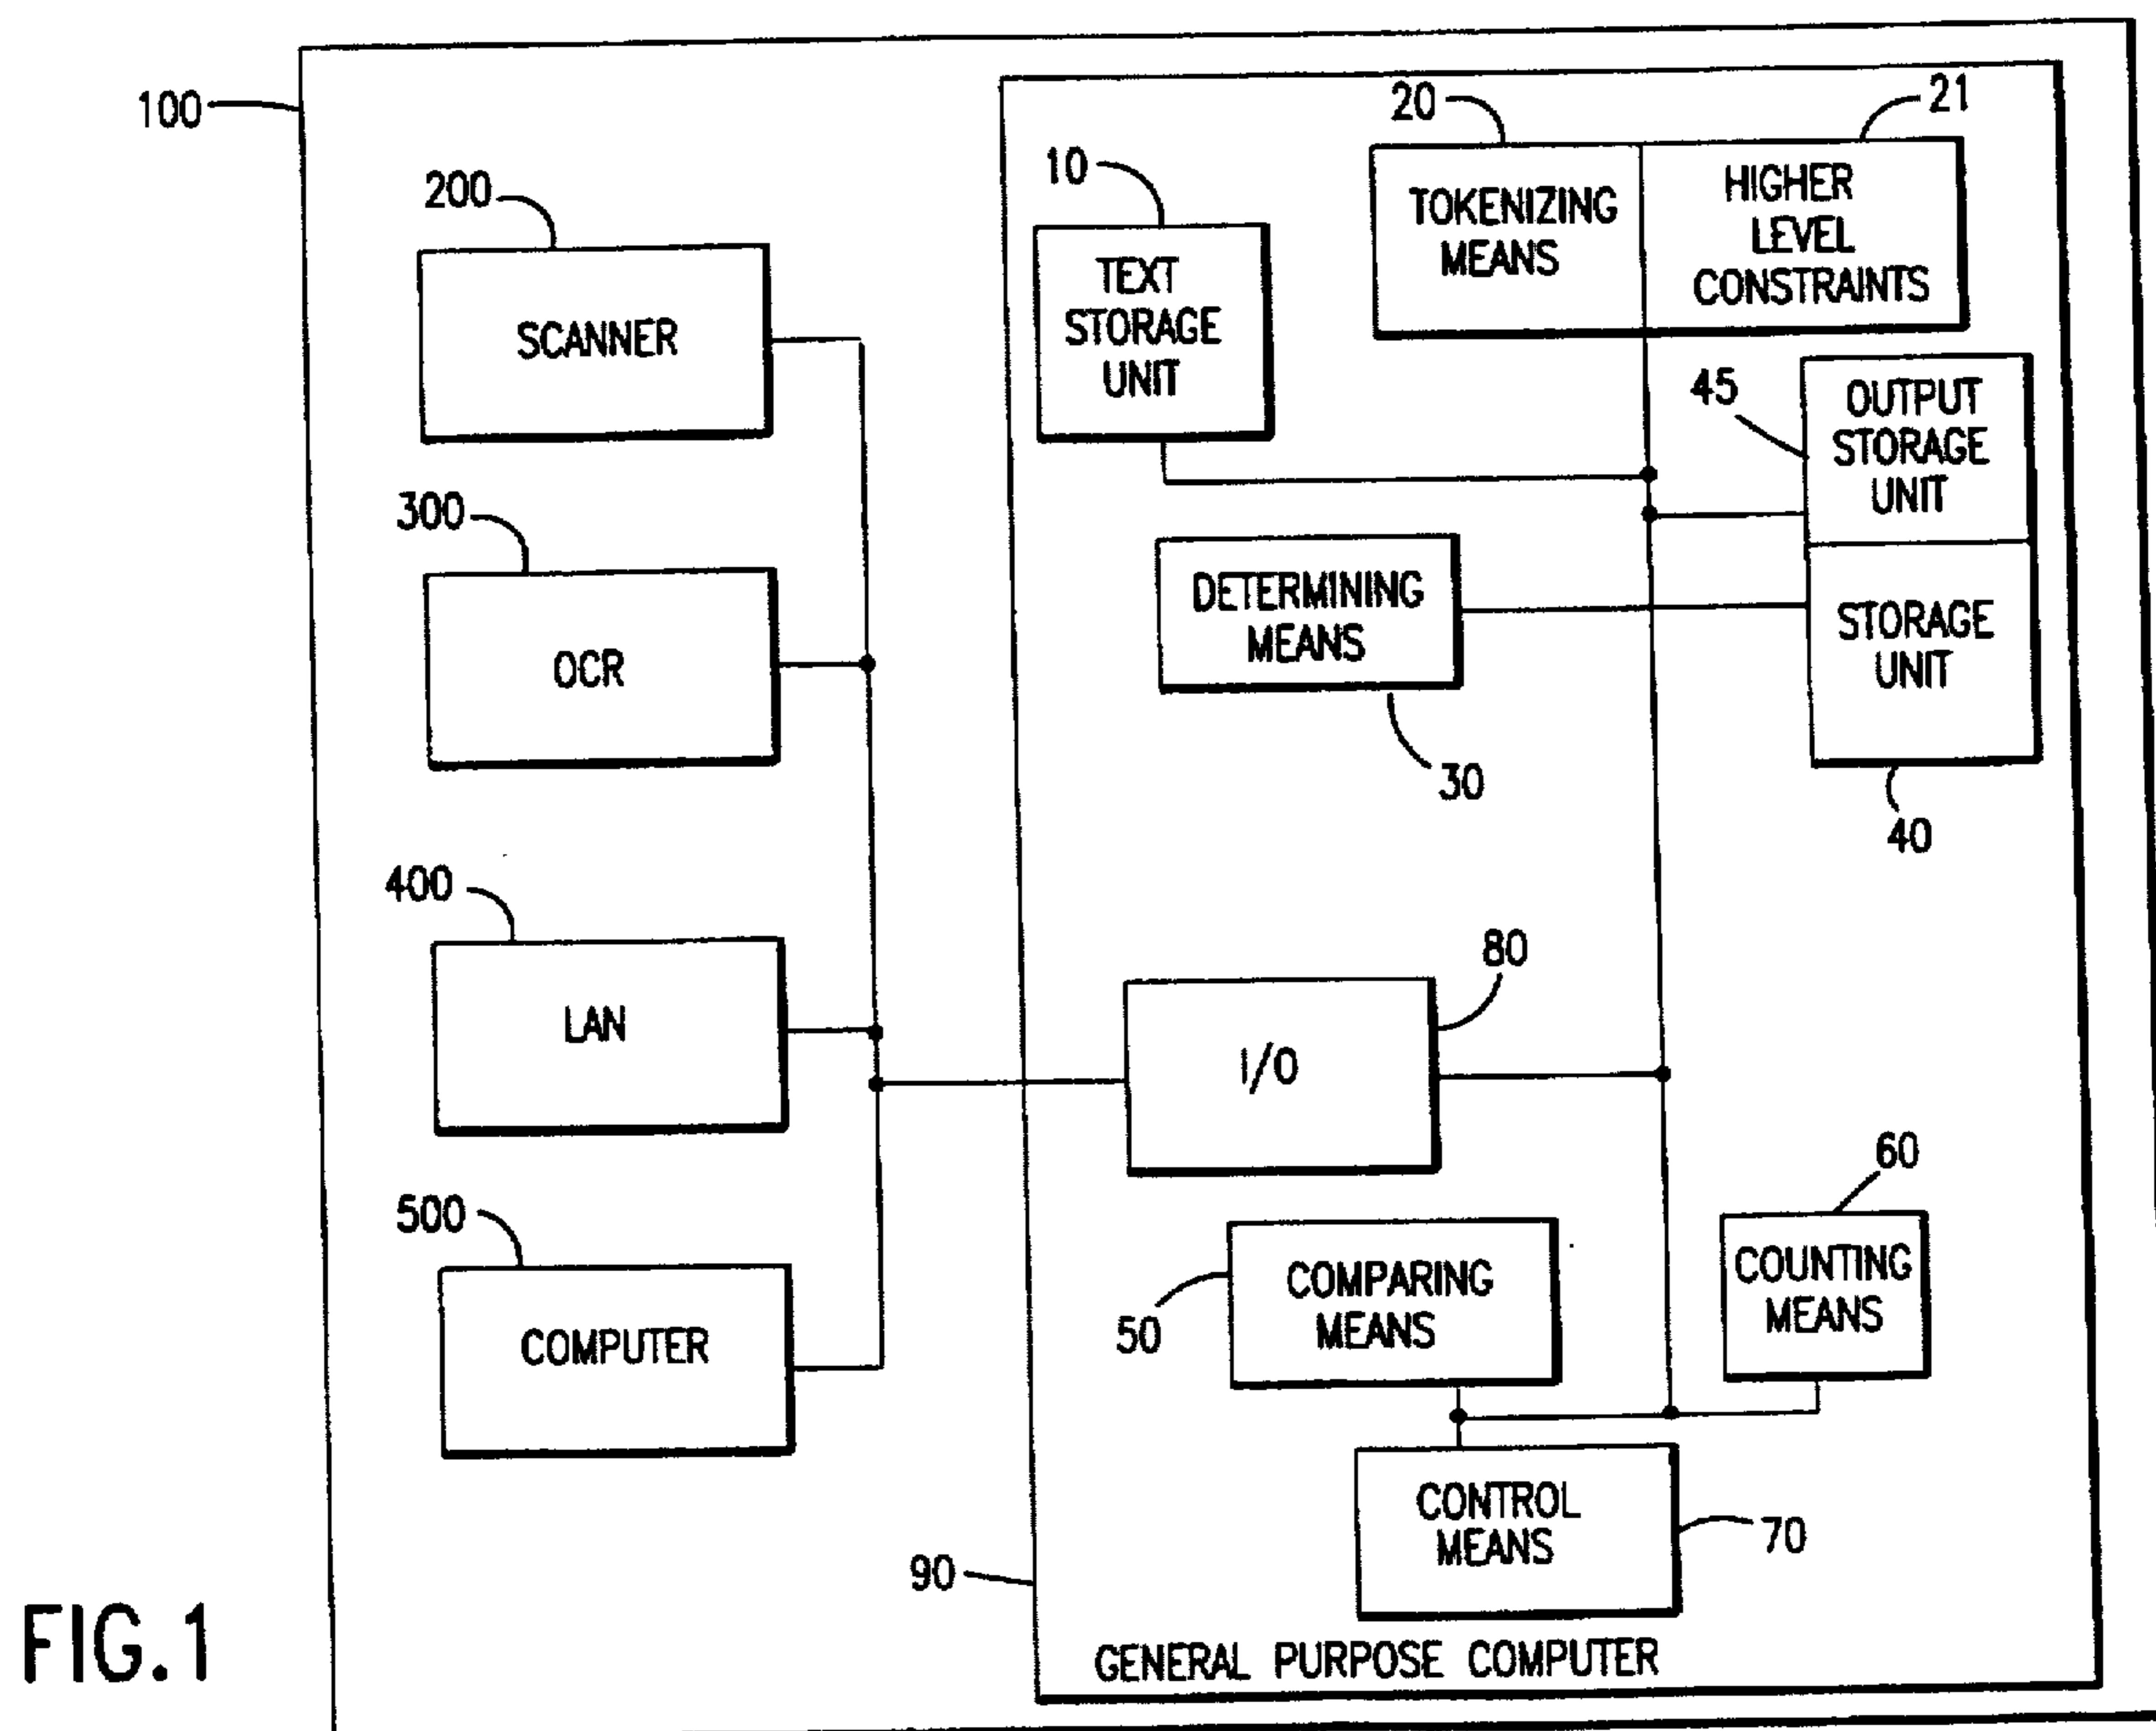 100
200
SCANNER
300
OCR
400
LAN
500
COMPUTER
10
TEXT
STORAGE
UNIT
20
TOKENIZING
MEANS
21
HIGHER
LEVEL
CONSTRAINTS
45
OUTPUT
STORAGE
UNIT
DETERMINING
MEANS
30
STORAGE
UNIT
40
80
I/O
50
COMPARING
MEANS
60
COUNTING
MEANS
CONTROL
MEANS
70
90
GENERAL PURPOSE COMPUTER
FIG.1